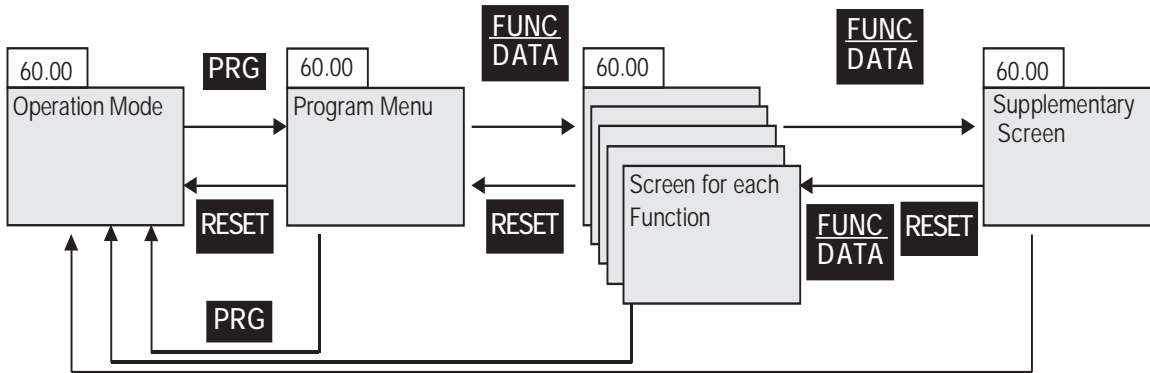 60.00
Operation Mode
PRG
60.00
Program Menu
FUNC
DATA
60.00
FUNC
DATA
60.00
Supplementary
Screen
RESET
RESET
Screen for each
Function
FUNC
DATA
RESET
PRG